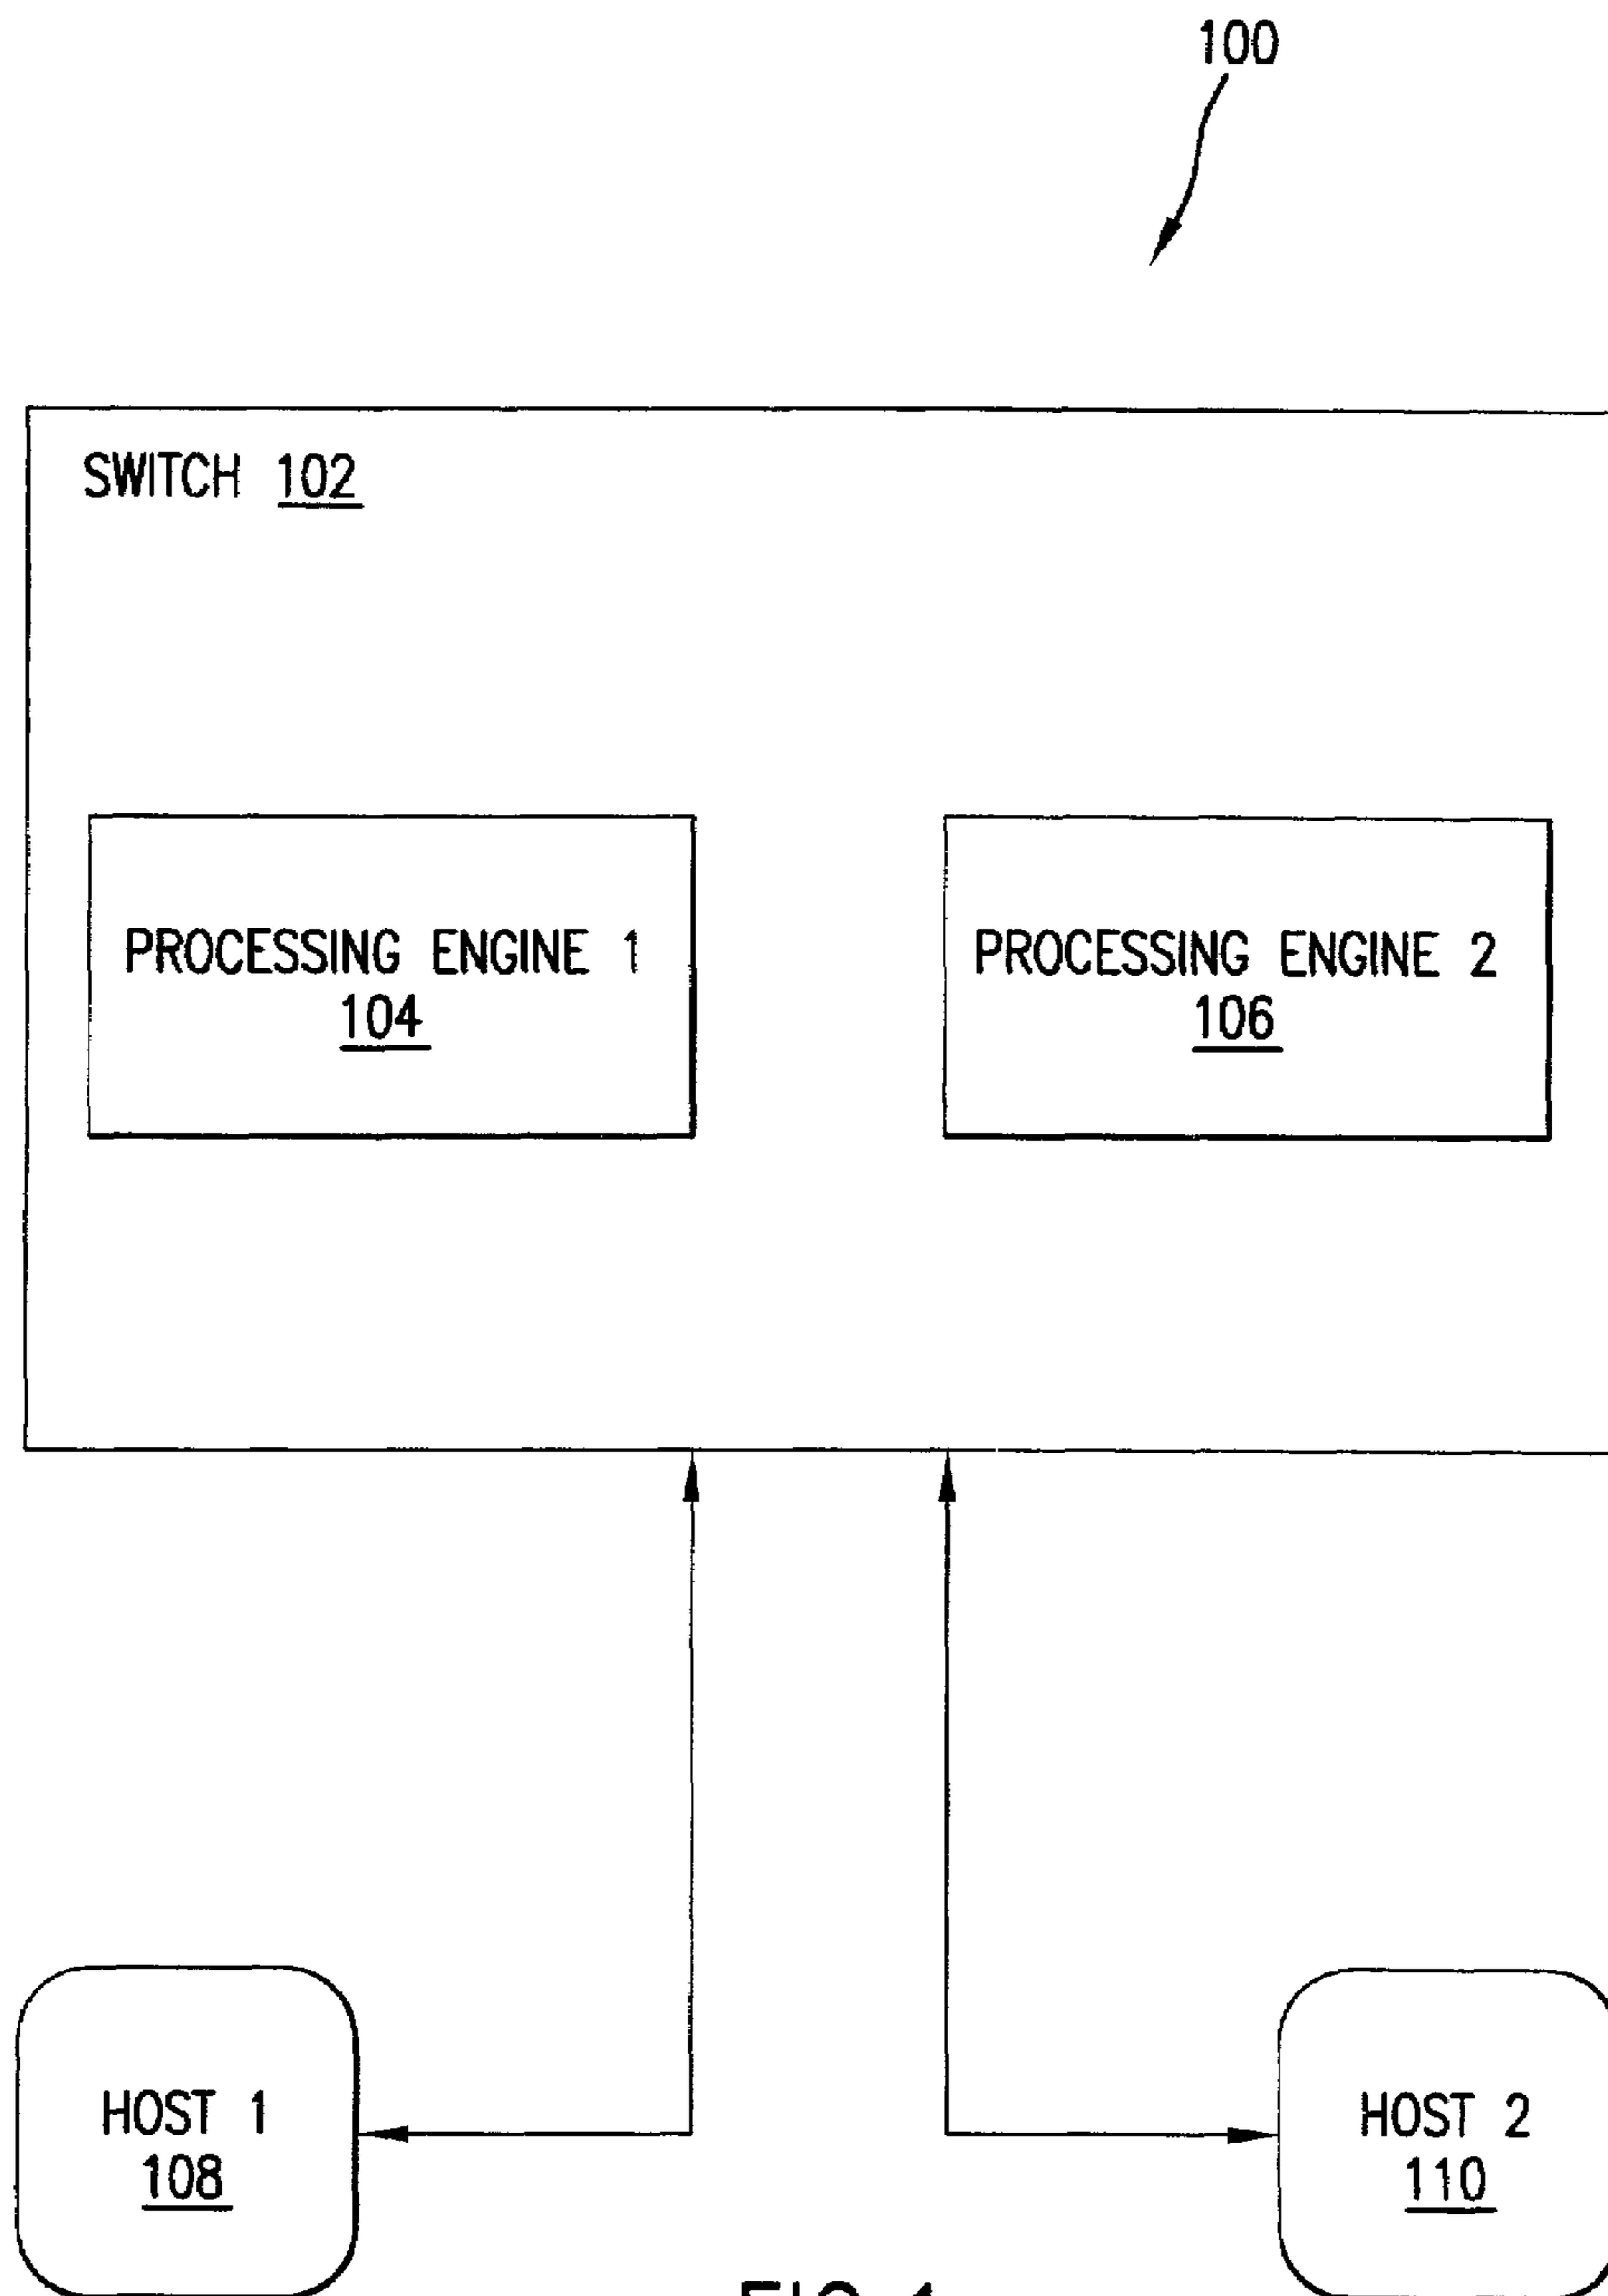 100
SWITCH 102
PROCESSING ENGINE 1
104
PROCESSING ENGINE 2
106
HOST 1
108
HOST 2
110